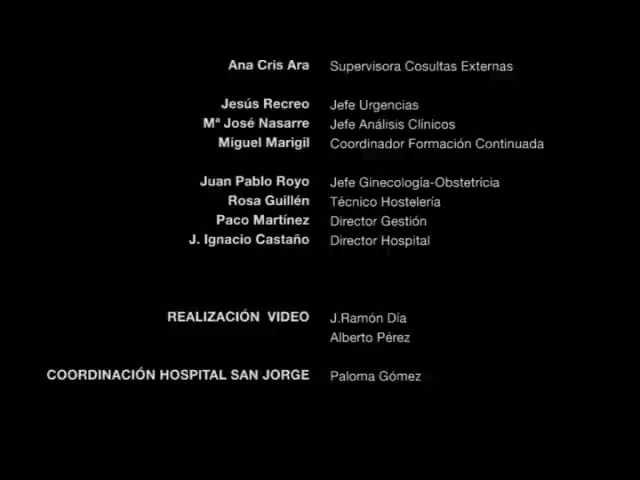 Ana Cris Ara Supervisora Cosultas Externas
Jesús Recreo Jefe Urgencias
Mª José Nasarre Jefe Análisis Clínicos
Miguel Marigil Coordinador Formación Continuada
Juan Pablo Royo Jefe Ginecología-Obstetrícia
Rosa Guillén Técnico Hostelería
Paco Martínez Director Gestión
J. Ignacio Castaño Director Hospital
REALIZACIÓN VIDEO J.Ramón Día
Alberto Pérez
COORDINACIÓN HOSPITAL SAN JORGE Paloma Gómez